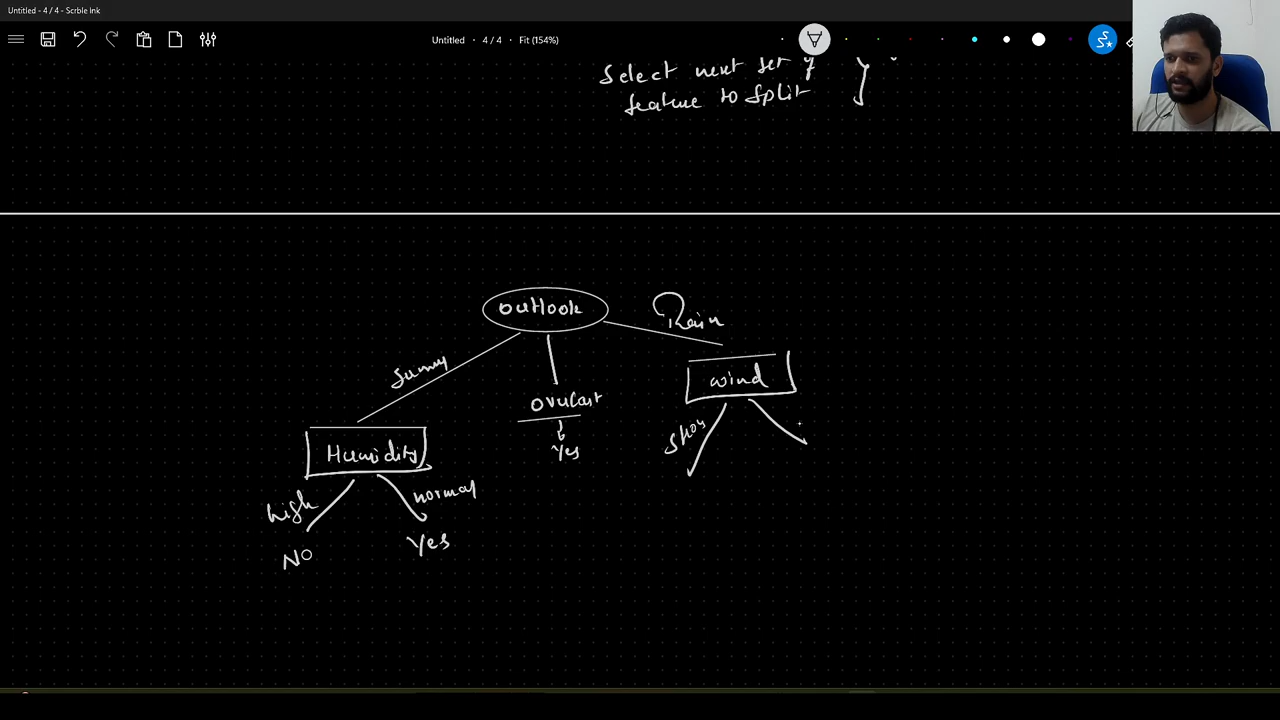 Untitled - 4 / 4 - Scrble Ink
Untitled • 4 / 4 • Fit (154%)
Select next set of
feature to split
Outlook
Rain
Sunny
wind
Overcast
Yes
Humidity
high
normal
No
Yes